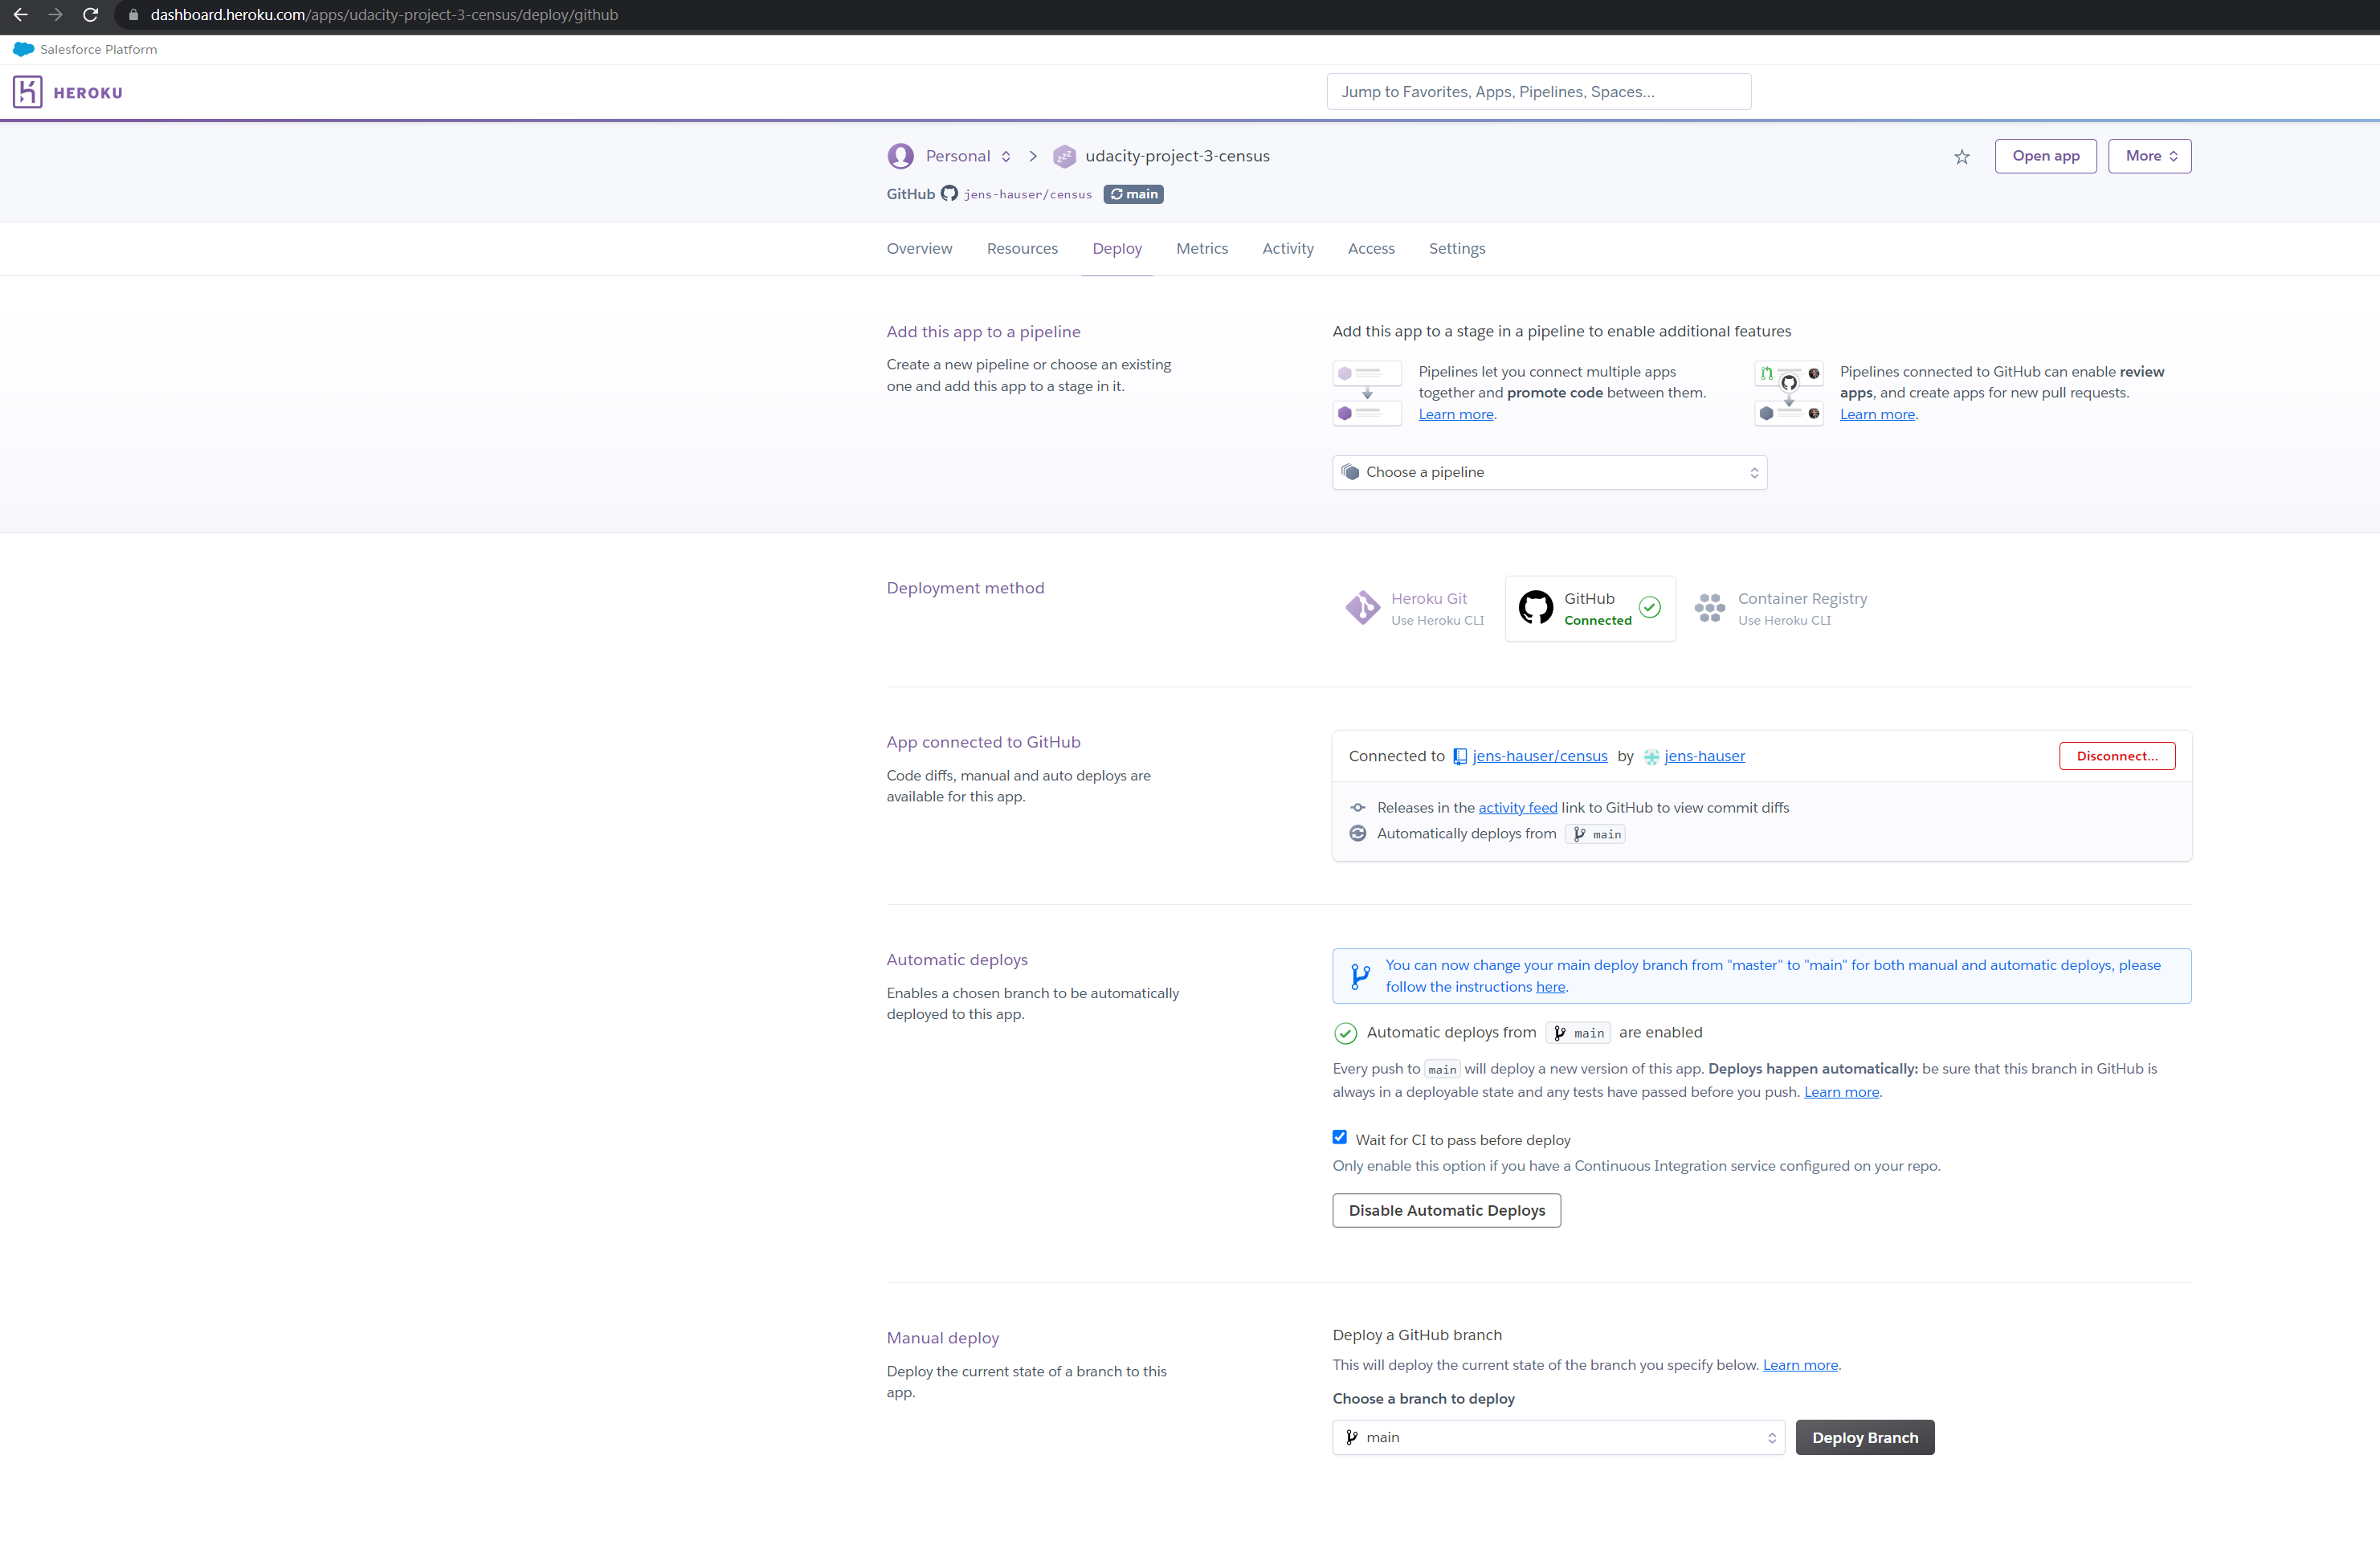 dashboard.heroku.com/apps/udacity-project-3-census/deploy/github
Salesforce Platform
HEROKU
Jump to Favorites, Apps, Pipelines, Spaces...
Personal > udacity-project-3-census
Open app
More
GitHub jens-hauser/census main
Overview Resources Deploy Metrics Activity Access Settings
Add this app to a pipeline
Create a new pipeline or choose an existing
one and add this app to a stage in it.
Add this app to a stage in a pipeline to enable additional features
Pipelines let you connect multiple apps
together and promote code between them.
Learn more.
Pipelines connected to GitHub can enable review
apps, and create apps for new pull requests.
Learn more.
Choose a pipeline
Deployment method
Heroku Git
Use Heroku CLI
GitHub
Connected
Container Registry
Use Heroku CLI
App connected to GitHub
Code diffs, manual and auto deploys are
available for this app.
Connected to jens-hauser/census by jens-hauser
Disconnect...
Releases in the activity feed link to GitHub to view commit diffs
Automatically deploys from main
Automatic deploys
Enables a chosen branch to be automatically
deployed to this app.
You can now change your main deploy branch from "master" to "main" for both manual and automatic deploys, please
follow the instructions here.
Automatic deploys from main are enabled
Every push to main will deploy a new version of this app. Deploys happen automatically: be sure that this branch in GitHub is
always in a deployable state and any tests have passed before you push. Learn more.
Wait for CI to pass before deploy
Only enable this option if you have a Continuous Integration service configured on your repo.
Disable Automatic Deploys
Manual deploy
Deploy the current state of a branch to this
app.
Deploy a GitHub branch
This will deploy the current state of the branch you specify below. Learn more.
Choose a branch to deploy
main
Deploy Branch